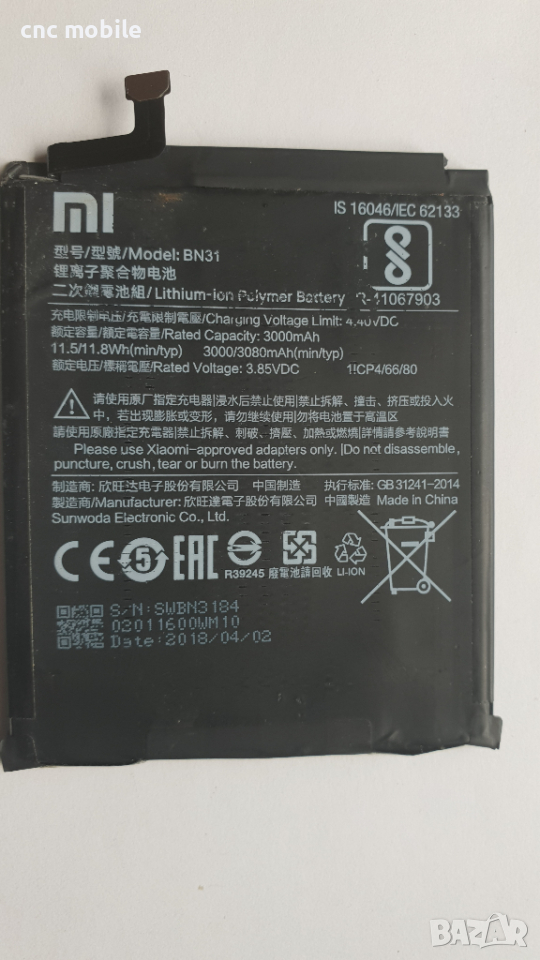 cnc mobile
mi
IS 16046/IEC 62133
型号/型號/Model: BN31
锂离子聚合物电池
二次鋰電池組/Lithium-ion Polymer Battery R-41067903
充电限制电压/充電限制電壓/Charging Voltage Limit: 4.40VDC
额定容量/額定電容量/Rated Capacity: 3000mAh
11.5/11.8Wh(min/typ) 3000/3080mAh(min/typ)
额定电压/標稱電壓/Rated Voltage: 3.85VDC 1ICP4/66/80
请使用原厂指定充电器|浸水后禁止使用|禁止拆解、撞击、挤压或投入火
中，若出现膨胀或变形，请勿继续使用|勿将电池置于高温区
請使用原廠指定充電器|禁止拆解、刺破、擠壓、加熱或燃燒|詳情請參考說明書
Please use Xiaomi-approved adapters only. |Do not disassemble,
puncture, crush, tear or burn the battery.
制造商：欣旺达电子股份有限公司 中国制造 执行标准: GB 31241-2014
製造商/Manufacturer: 欣旺達電子股份有限公司 中國製造 Made in China
Sunwoda Electronic Co., Ltd.
CE 5 EAC
R39245 廢電池請回收 LI-ION
S/N:SWBN3184
02011600WM10
Date:2018/04/02
BAZAR